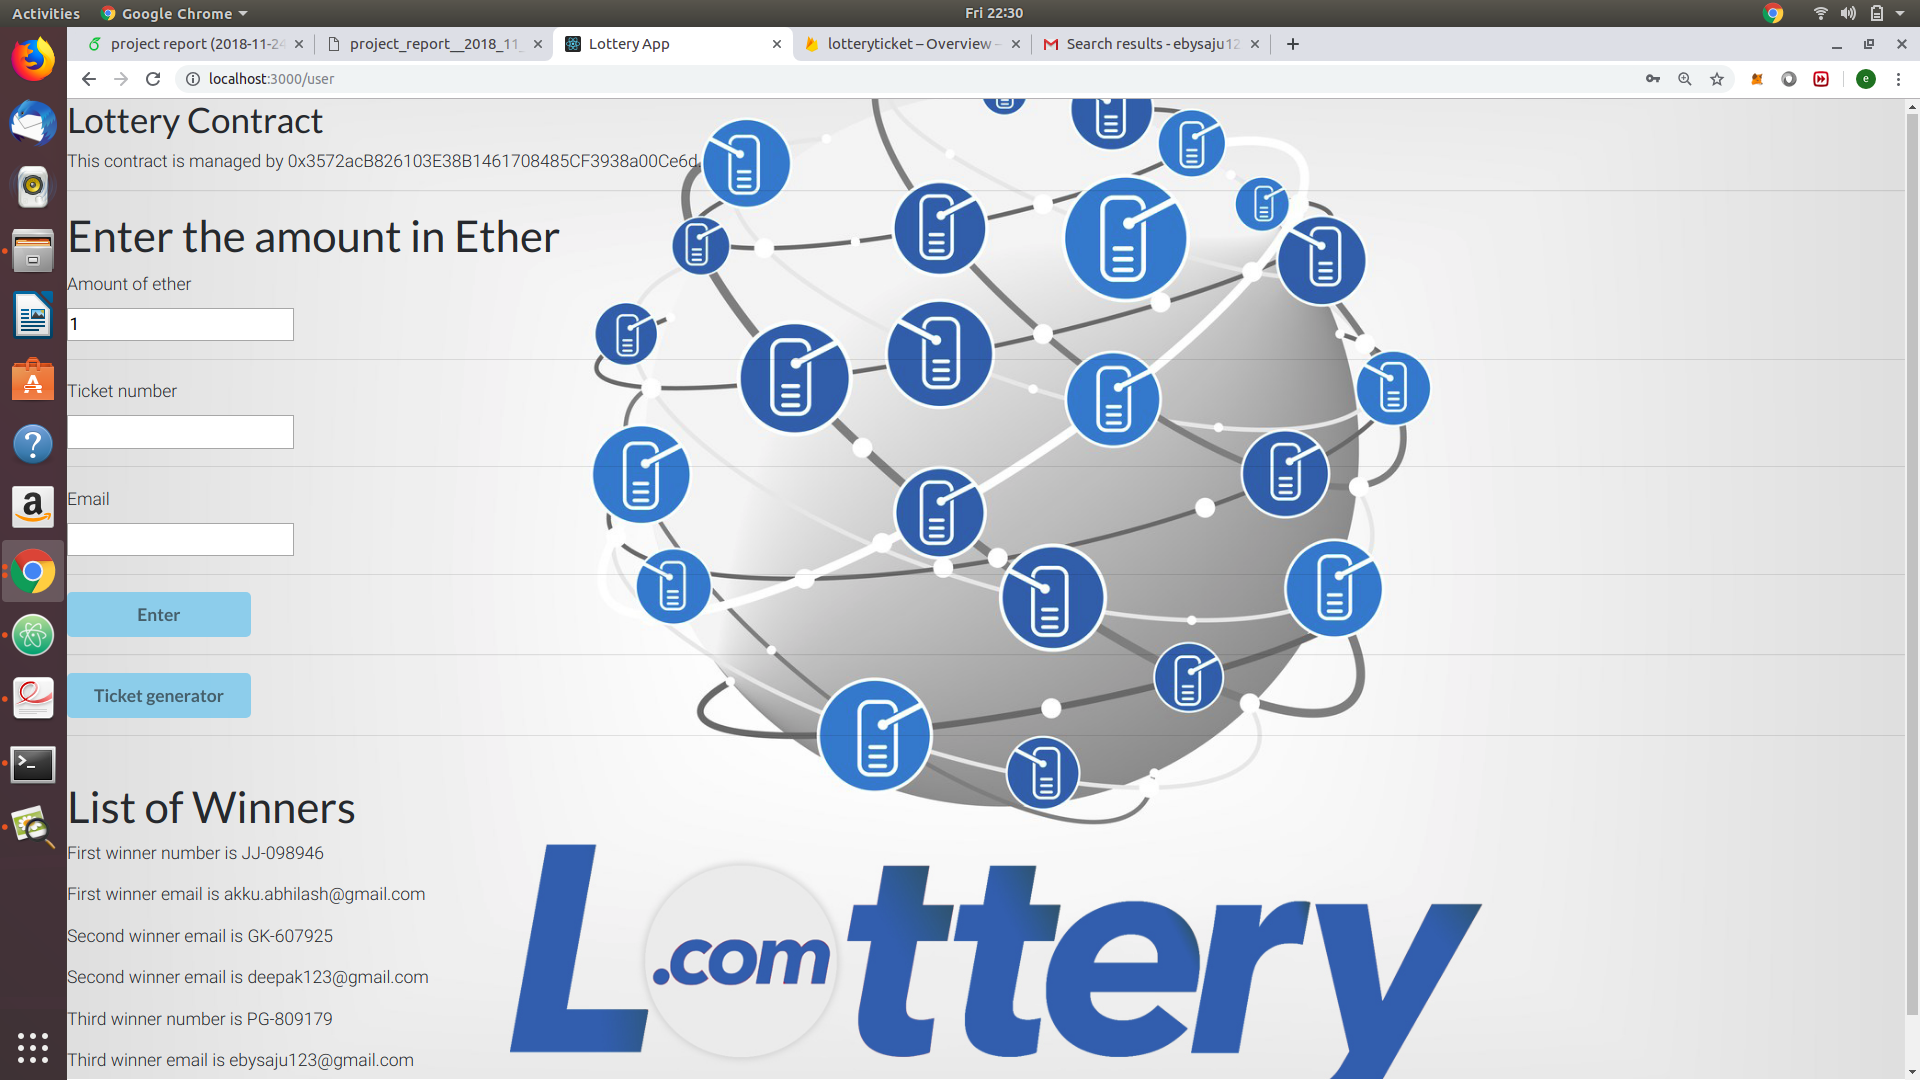 Activities
Google Chrome
Fri 22:30
project report (2018-11-24
project_report__2018_11_
Lottery App
lotteryticket – Overview –
Search results - ebysaju12
localhost:3000/user
e
Lottery Contract
This contract is managed by 0x3572acB826103E38B1461708485CF3938a00Ce6d
Enter the amount in Ether
Amount of ether
1
Ticket number
Email
Enter
Ticket generator
List of Winners
First winner number is JJ-098946
First winner email is akku.abhilash@gmail.com
Second winner email is GK-607925
Second winner email is deepak123@gmail.com
Third winner number is PG-809179
Third winner email is ebysaju123@gmail.com
L.comttery